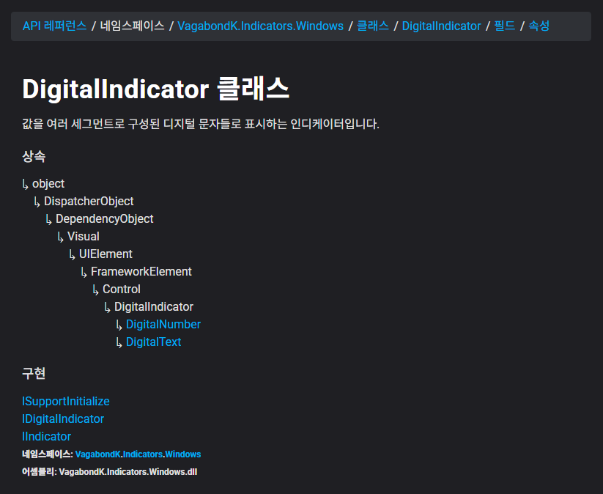 API 레퍼런스 / 네임스페이스 / VagabondK.Indicators.Windows / 클래스 / DigitalIndicator / 필드 / 속성
DigitalIndicator 클래스
값을 여러 세그먼트로 구성된 디지털 문자들로 표시하는 인디케이터입니다.
상속
↳ object
↳ DispatcherObject
↳ DependencyObject
↳ Visual
↳ UIElement
↳ FrameworkElement
↳ Control
↳ DigitalIndicator
↳ DigitalNumber
↳ DigitalText
구현
ISupportInitialize
IDigitalIndicator
IIndicator
네임스페이스: VagabondK.Indicators.Windows
어셈블리: VagabondK.Indicators.Windows.dll